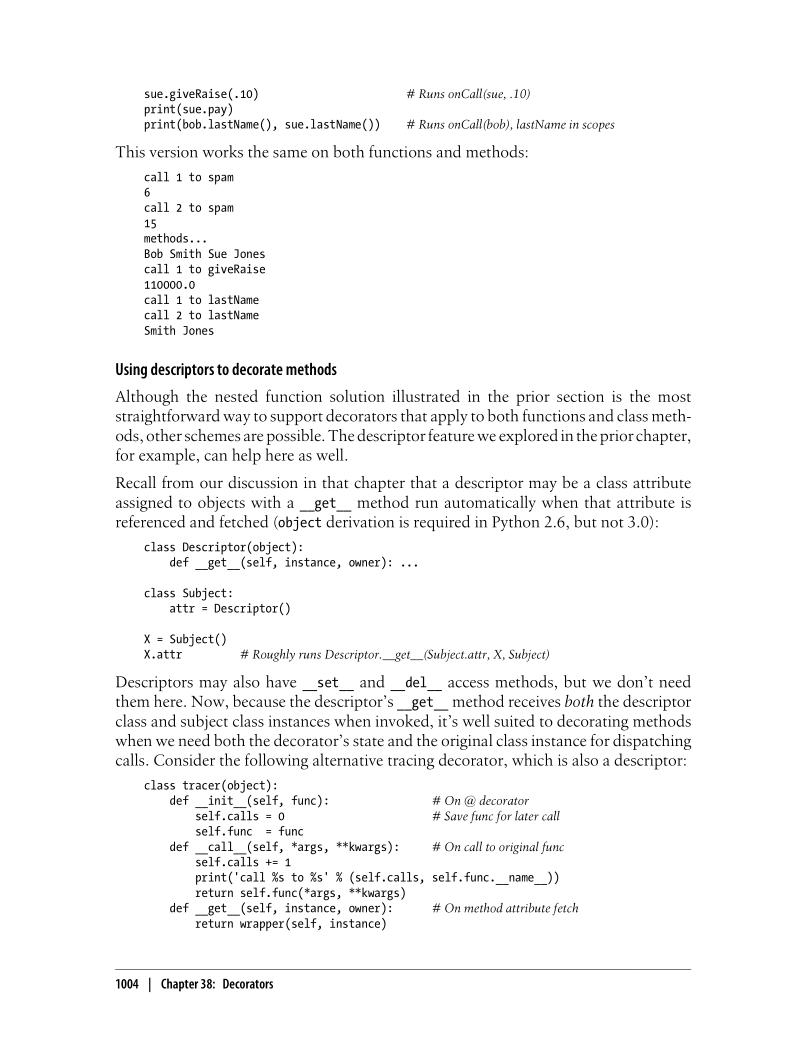 sue.giveRaise(.10)                       # Runs onCall(sue, .10)
print(sue.pay)
print(bob.lastName(), sue.lastName())    # Runs onCall(bob), lastName in scopes
This version works the same on both functions and methods:
call 1 to spam
6
call 2 to spam
15
methods...
Bob Smith Sue Jones
call 1 to giveRaise
110000.0
call 1 to lastName
call 2 to lastName
Smith Jones
Using descriptors to decorate methods
Although the nested function solution illustrated in the prior section is the most
straightforward way to support decorators that apply to both functions and class meth-
ods, other schemes are possible. The descriptor feature we explored in the prior chapter,
for example, can help here as well.
Recall from our discussion in that chapter that a descriptor may be a class attribute
assigned to objects with a __get__ method run automatically when that attribute is
referenced and fetched (object derivation is required in Python 2.6, but not 3.0):
class Descriptor(object):
    def __get__(self, instance, owner): ...
class Subject:
    attr = Descriptor()
X = Subject()
X.attr         # Roughly runs Descriptor.__get__(Subject.attr, X, Subject)
Descriptors may also have __set__ and __del__ access methods, but we don't need
them here. Now, because the descriptor's __get__ method receives both the descriptor
class and subject class instances when invoked, it's well suited to decorating methods
when we need both the decorator's state and the original class instance for dispatching
calls. Consider the following alternative tracing decorator, which is also a descriptor:
class tracer(object):
    def __init__(self, func):                # On @ decorator
        self.calls = 0                       # Save func for later call
        self.func  = func
    def __call__(self, *args, **kwargs):     # On call to original func
        self.calls += 1
        print('call %s to %s' % (self.calls, self.func.__name__))
        return self.func(*args, **kwargs)
    def __get__(self, instance, owner):      # On method attribute fetch
        return wrapper(self, instance)
1004 | Chapter 38: Decorators